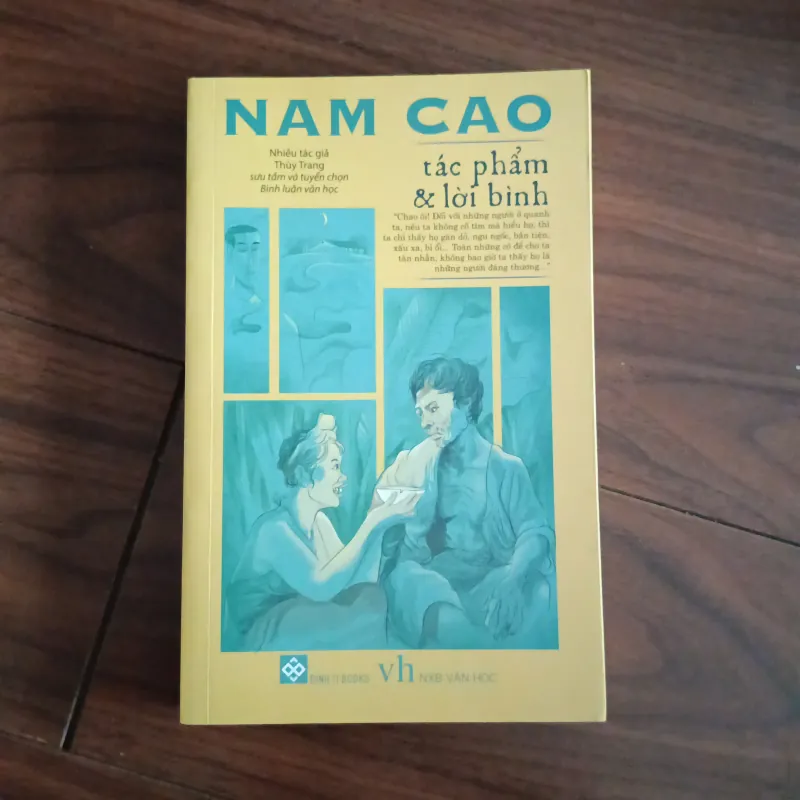 NAM CAO
Nhiều tác giả
Thùy Trang
sưu tầm và tuyển chọn
Bình luận văn học
tác phẩm
& lời bình
"Chao ôi! Đối với những người ở quanh
ta, nếu ta không cố tìm mà hiểu họ, thì
ta chỉ thấy họ gàn dở, ngu ngốc, bần tiện,
xấu xa, bỉ ổi... Toàn những cớ để cho ta
tàn nhẫn, không bao giờ ta thấy họ là
những người đáng thương..."
ĐINH TỊ BOOKS
vh NXB VĂN HỌC